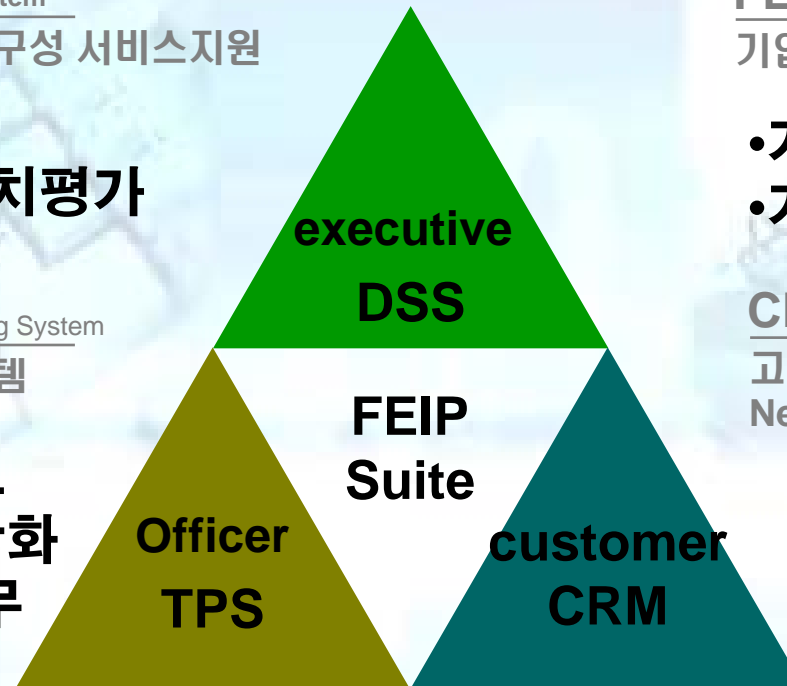 구성 서비스지원
치평가
g System
템
화
executive
DSS
FEIP
Suite
Officer
TPS
customer
CRM
기업
고
Ne